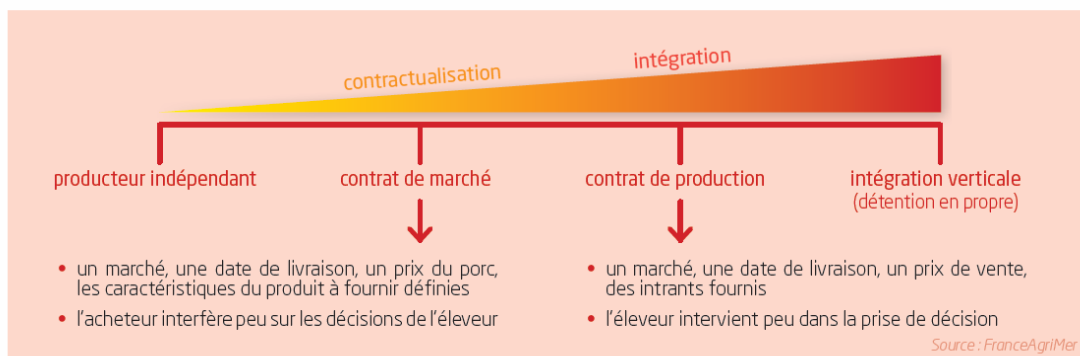 contractualisation
intégration
producteur indépendant
contrat de marché
contrat de production
intégration verticale
(détention en propre)
• un marché, une date de livraison, un prix du porc,
les caractéristiques du produit à fournir définies
• l'acheteur interfère peu sur les décisions de l'éleveur
• un marché, une date de livraison, un prix de vente,
des intrants fournis
• l'éleveur intervient peu dans la prise de décision
Source : FranceAgriMer